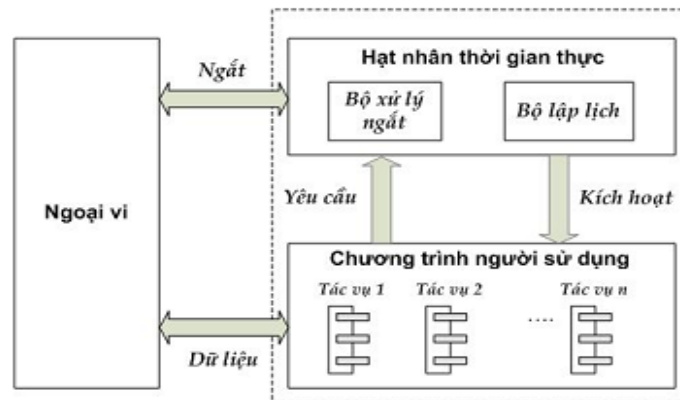 Ngoại vi
Ngắt
Hạt nhân thời gian thực
Bộ xử lý
ngắt
Bộ lập lịch
Yêu cầu
Kích hoạt
Chương trình người sử dụng
Tác vụ 1
Tác vụ 2
....
Tác vụ n
Dữ liệu